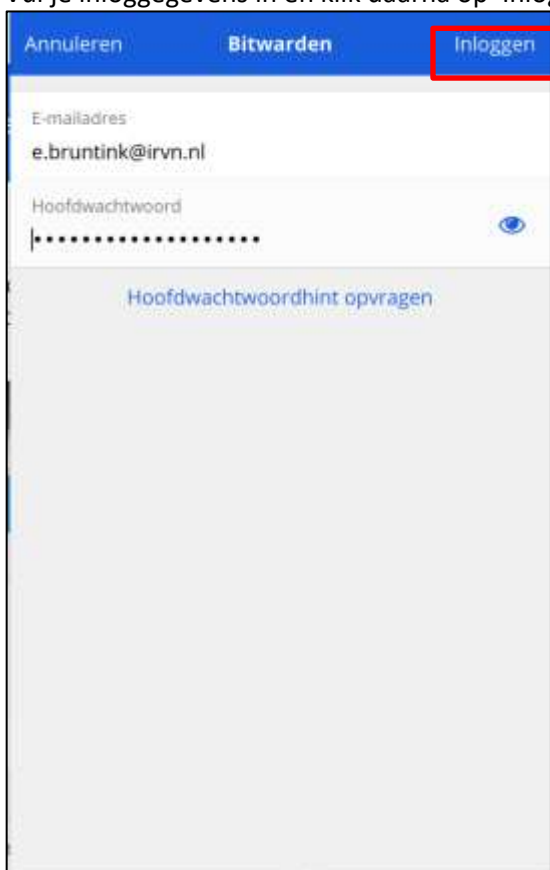 Annuleren Bitwarden Inloggen
E-mailadres
e.bruntink@irvn.nl
Hoofdwachtwoord
•••••••••••••••••••
Hoofdwachtwoordhint opvragen